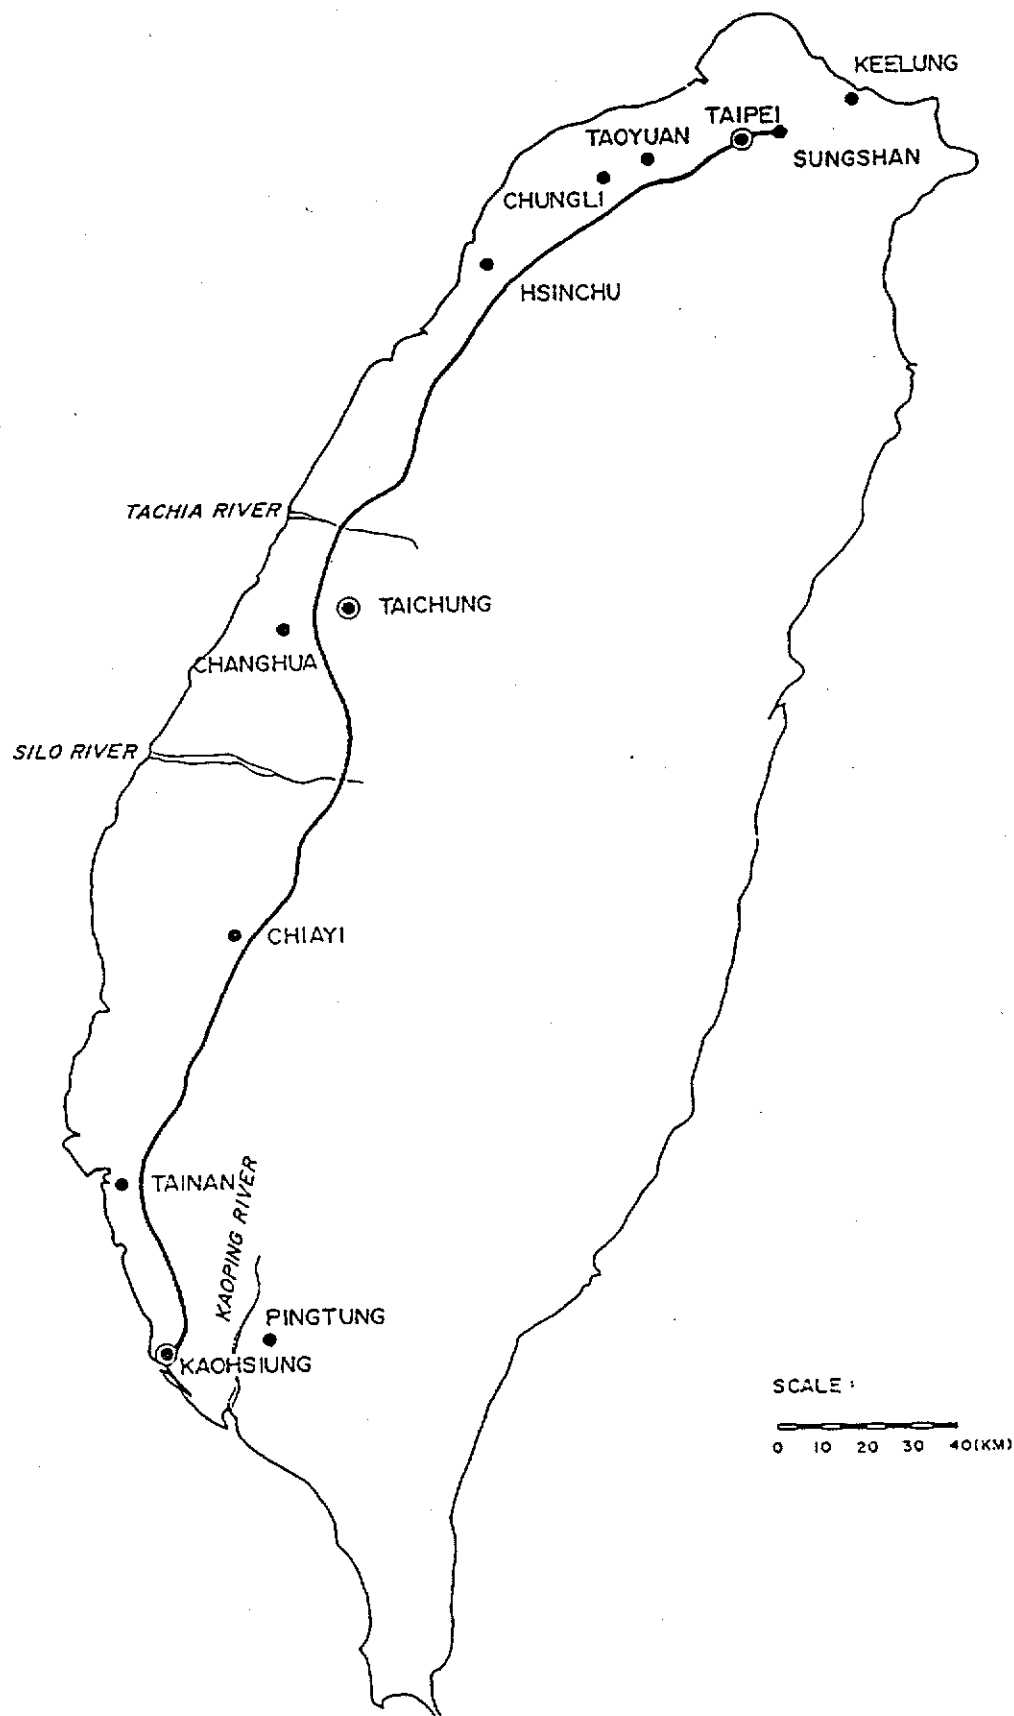 KEELUNG
TAIPEI
TAOYUAN
SUNGSHAN
CHUNGLI
HSINCHU
TACHIA RIVER
TAICHUNG
CHANGHUA
SILO RIVER
CHIAYI
TAINAN
KAOPING RIVER
PINGTUNG
KAOHSIUNG
SCALE :
0 10 20 30 40(KM)